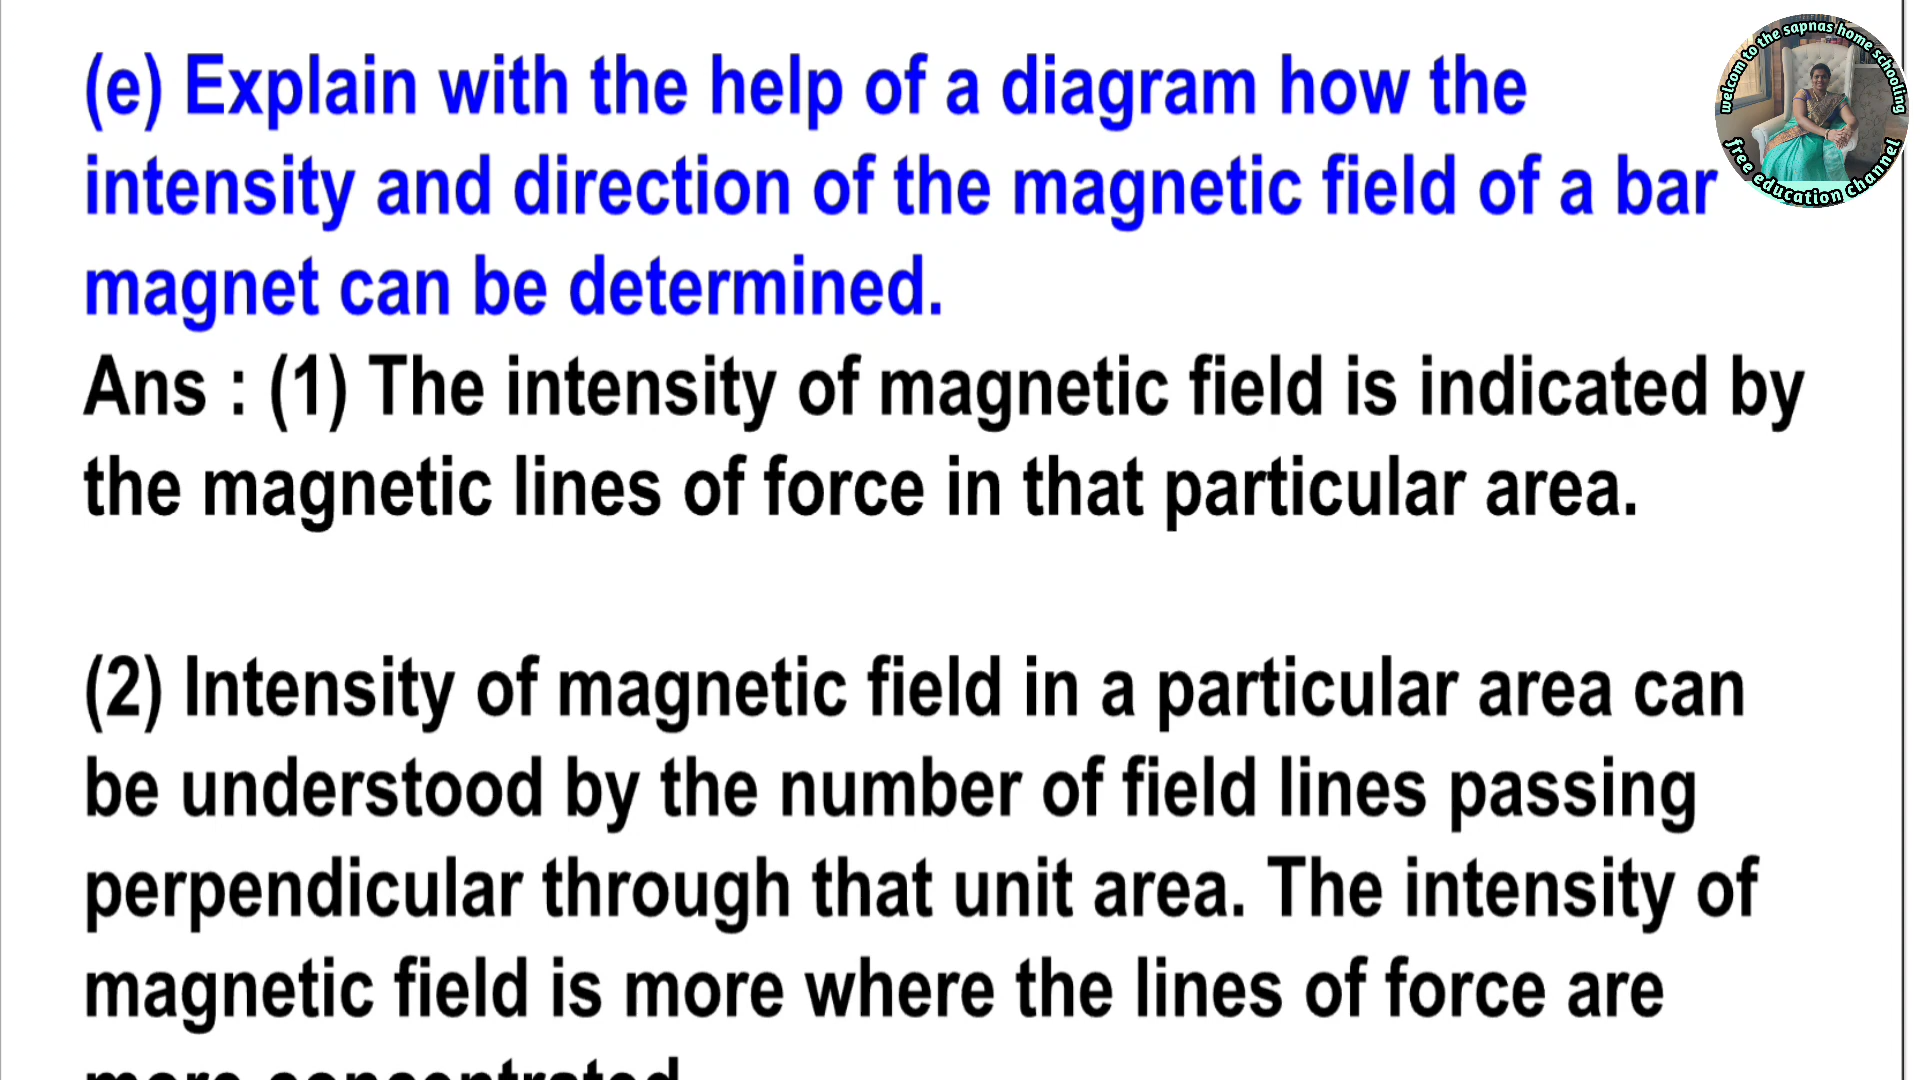 (e) Explain with the help of a diagram how the
intensity and direction of the magnetic field of a bar
magnet can be determined.
Ans : (1) The intensity of magnetic field is indicated by
the magnetic lines of force in that particular area.
(2) Intensity of magnetic field in a particular area can
be understood by the number of field lines passing
perpendicular through that unit area. The intensity of
magnetic field is more where the lines of force are
more concentrated
welcom to the sapnas home schooling
free education channel